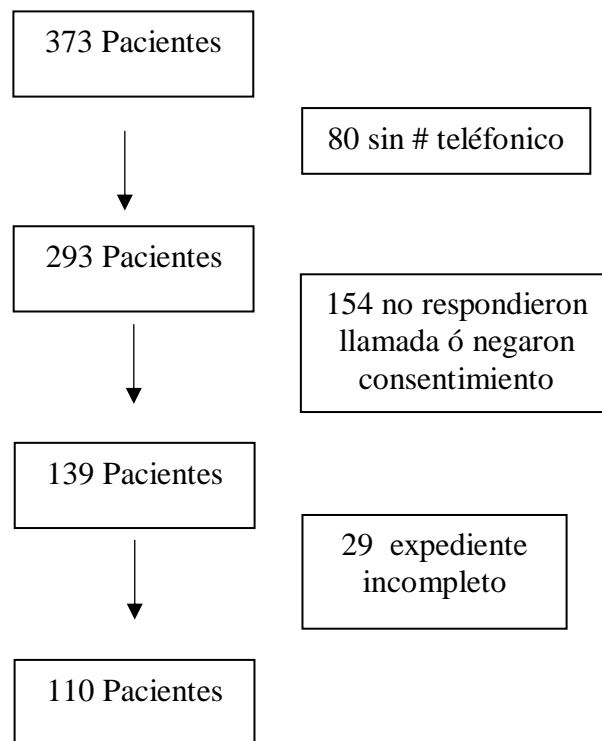 373 Pacientes
80 sin # teléfonico
293 Pacientes
154 no respondieron
llamada ó negaron
consentimiento
139 Pacientes
29 expediente
incompleto
110 Pacientes